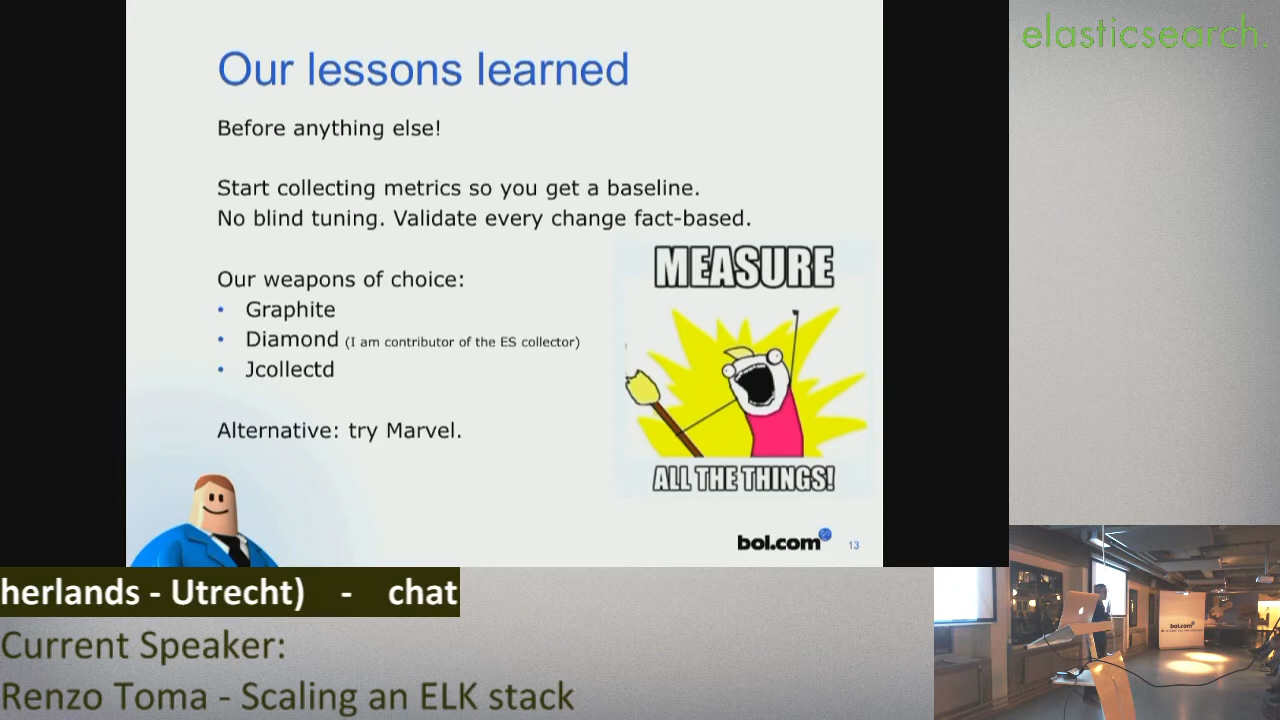 elasticsearch.
Our lessons learned
Before anything else!
Start collecting metrics so you get a baseline.
No blind tuning. Validate every change fact-based.
Our weapons of choice:
• Graphite
• Diamond (I am contributor of the ES collector)
• Jcollectd
Alternative: try Marvel.
MEASURE
ALL THE THINGS!
bol.com
13
herlands - Utrecht) - chat
Current Speaker:
Renzo Toma - Scaling an ELK stack
bol.com